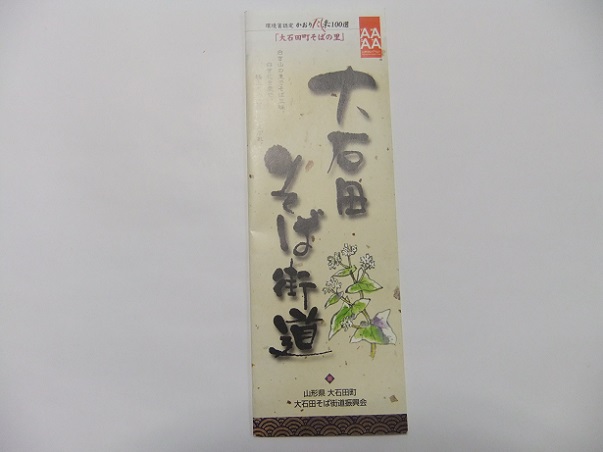 環境省認定 かおり風景100選
「大石田町そばの里」
大石田
そば街道
山形県 大石田町
大石田そば街道振興会